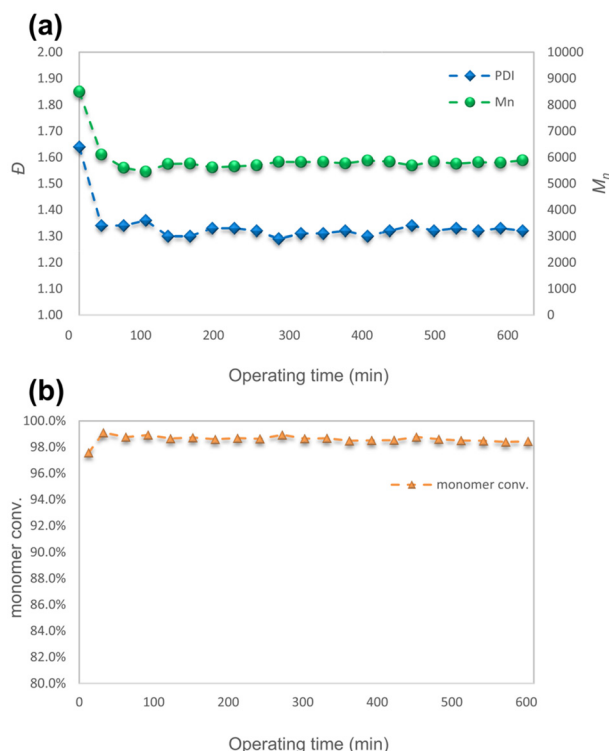 (a)
2.00
1.90
1.80
1.70
1.60
1.50
1.40
1.30
1.20
1.10
1.00
Đ
10000
9000
8000
7000
6000
5000
4000
3000
2000
1000
0
Mn
PDI
Mn
0 100 200 300 400 500 600
Operating time (min)
(b)
100.0%
98.0%
96.0%
94.0%
92.0%
90.0%
88.0%
86.0%
84.0%
82.0%
80.0%
monomer conv.
monomer conv.
0 100 200 300 400 500 600
Operating time (min)